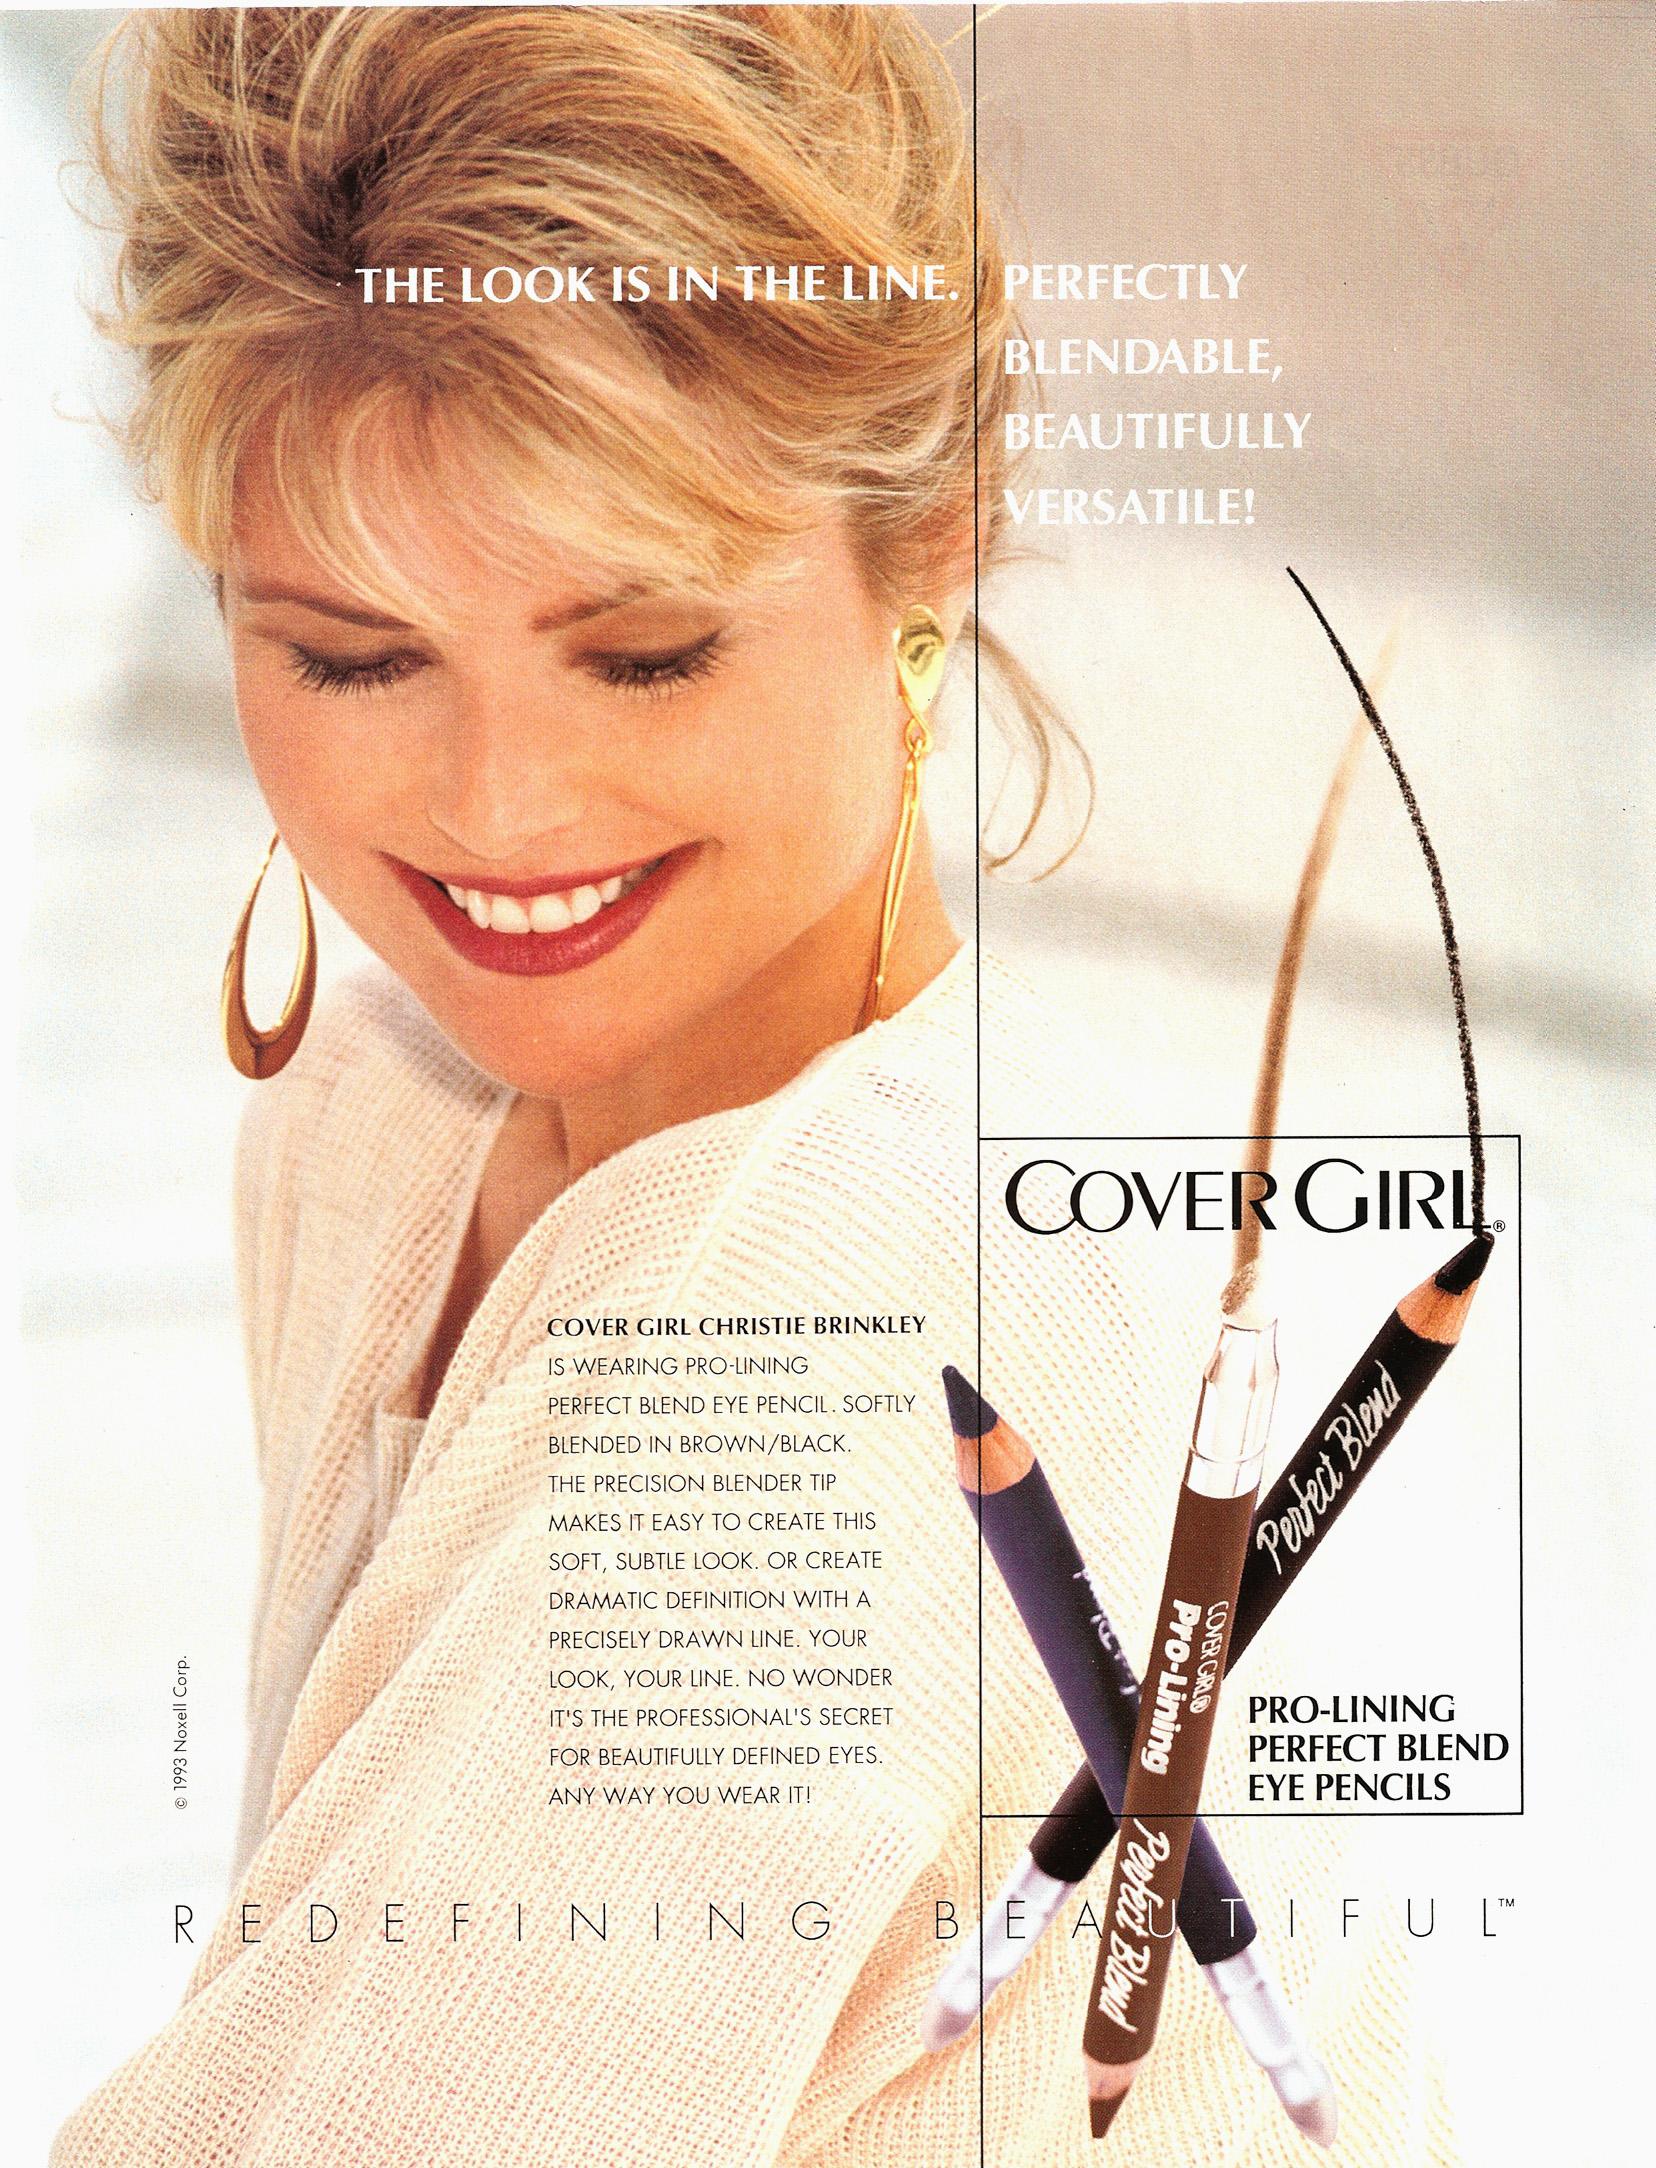 THE LOOK IS IN THE LINE. PERFECTLY
BLENDABLE,
BEAUTIFULLY
VERSATILE!
COVER GIRL®
COVER GIRL CHRISTIE BRINKLEY
IS WEARING PRO-LINING
PERFECT BLEND EYE PENCIL. SOFTLY
BLENDED IN BROWN/BLACK.
THE PRECISION BLENDER TIP
MAKES IT EASY TO CREATE THIS
SOFT, SUBTLE LOOK. OR CREATE
DRAMATIC DEFINITION WITH A
PRECISELY DRAWN LINE. YOUR
LOOK, YOUR LINE. NO WONDER
IT'S THE PROFESSIONAL'S SECRET
FOR BEAUTIFULLY DEFINED EYES.
ANY WAY YOU WEAR IT!
Perfect Blend
COVER GIRL®
Pro-Lining
Perfect Blend
PRO-LINING
PERFECT BLEND
EYE PENCILS
© 1993 Noxell Corp.
REDEFINING BEAUTIFUL™